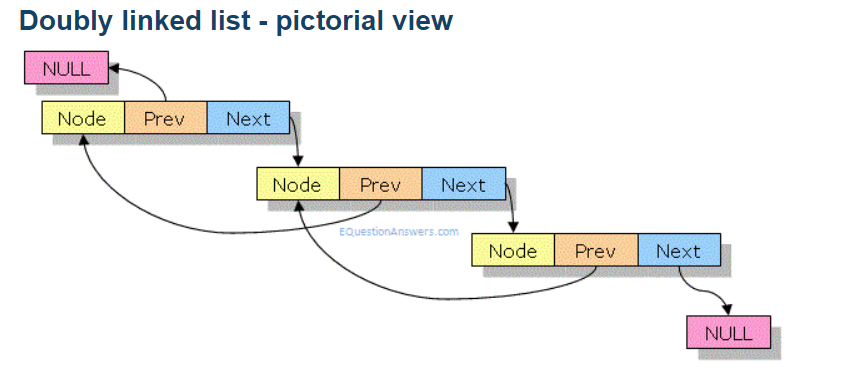 Doubly linked list - pictorial view
NULL
Node Prev Next
Node Prev Next
EQuestionAnswers.com
Node Prev Next
NULL